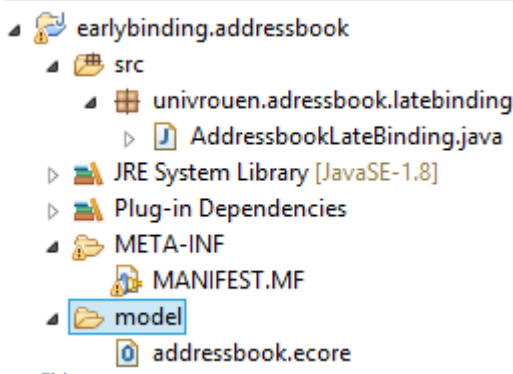 earlybinding.addressbook
src
univrouen.adressbook.latebinding
AddressbookLateBinding.java
JRE System Library [JavaSE-1.8]
Plug-in Dependencies
META-INF
MANIFEST.MF
model
addressbook.ecore